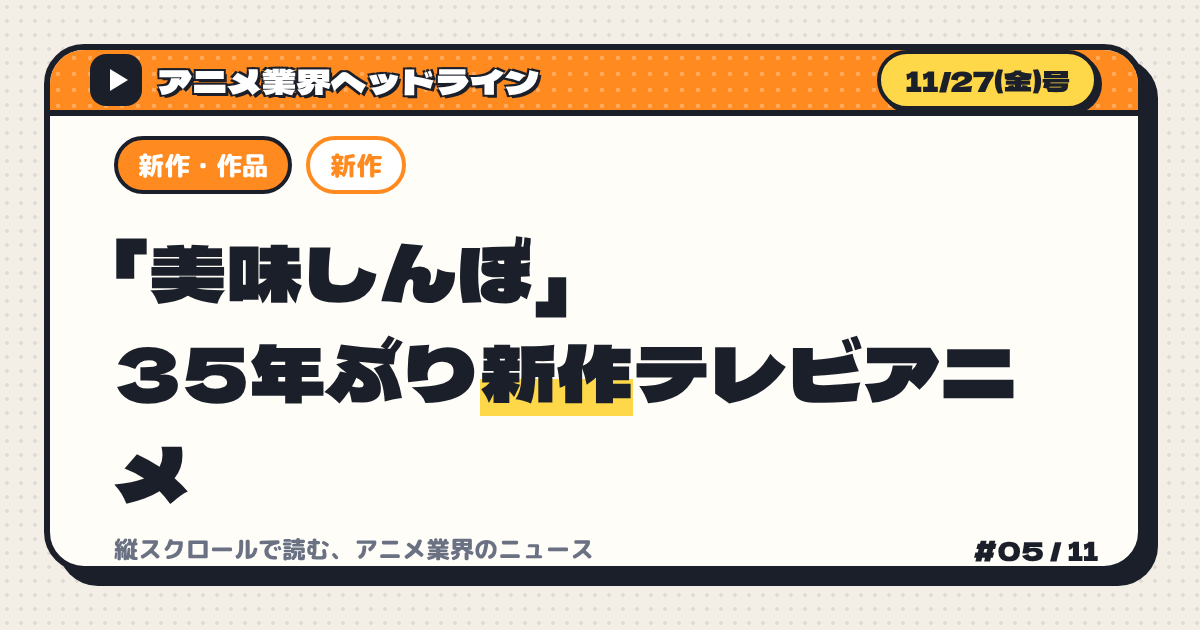 アニメ業界ヘッドライン
11/27(金)号
新作・作品
新作
「美味しんぼ」
35年ぶり新作テレビアニ
メ
縦スクロールで読む、アニメ業界のニュース
#05 / 11